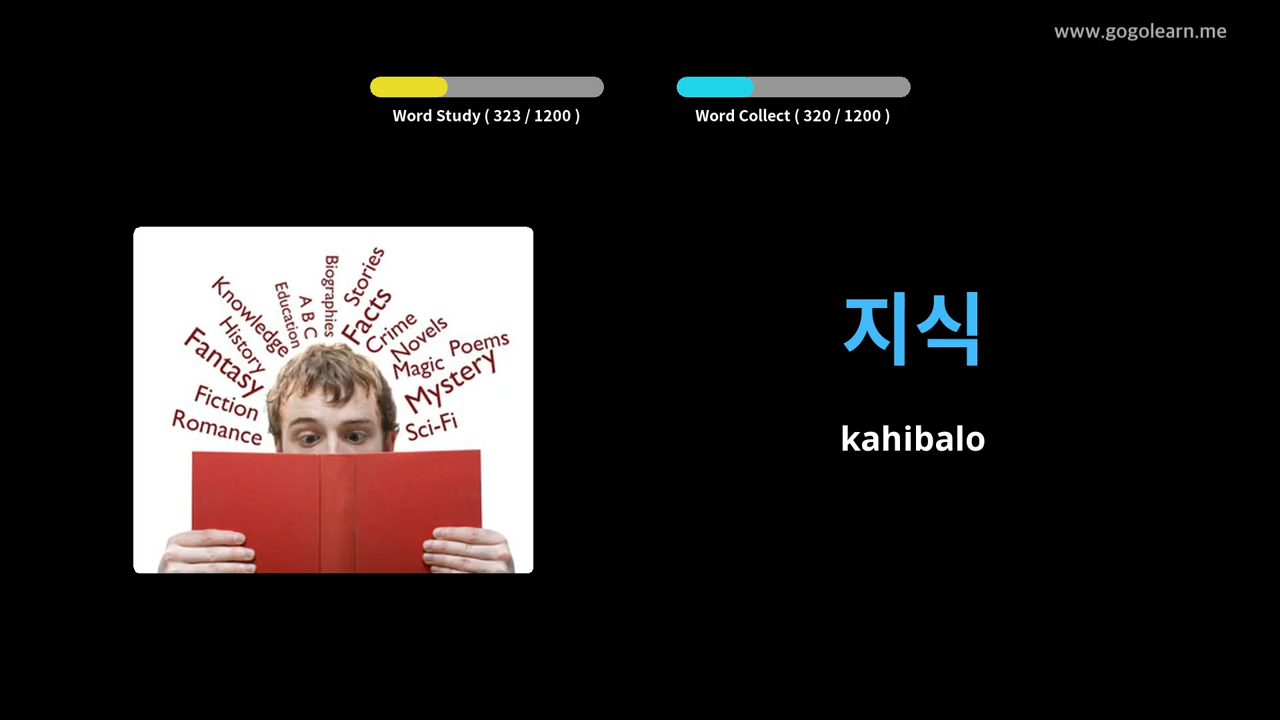 www.gogolearn.me
Word Study ( 323 / 1200 )
Word Collect ( 320 / 1200 )
Knowledge
History
Fantasy
Fiction
Romance
Education
A B C
Biographies
Stories
Facts
Crime
Novels
Magic
Poems
Mystery
Sci-Fi
지식
kahibalo